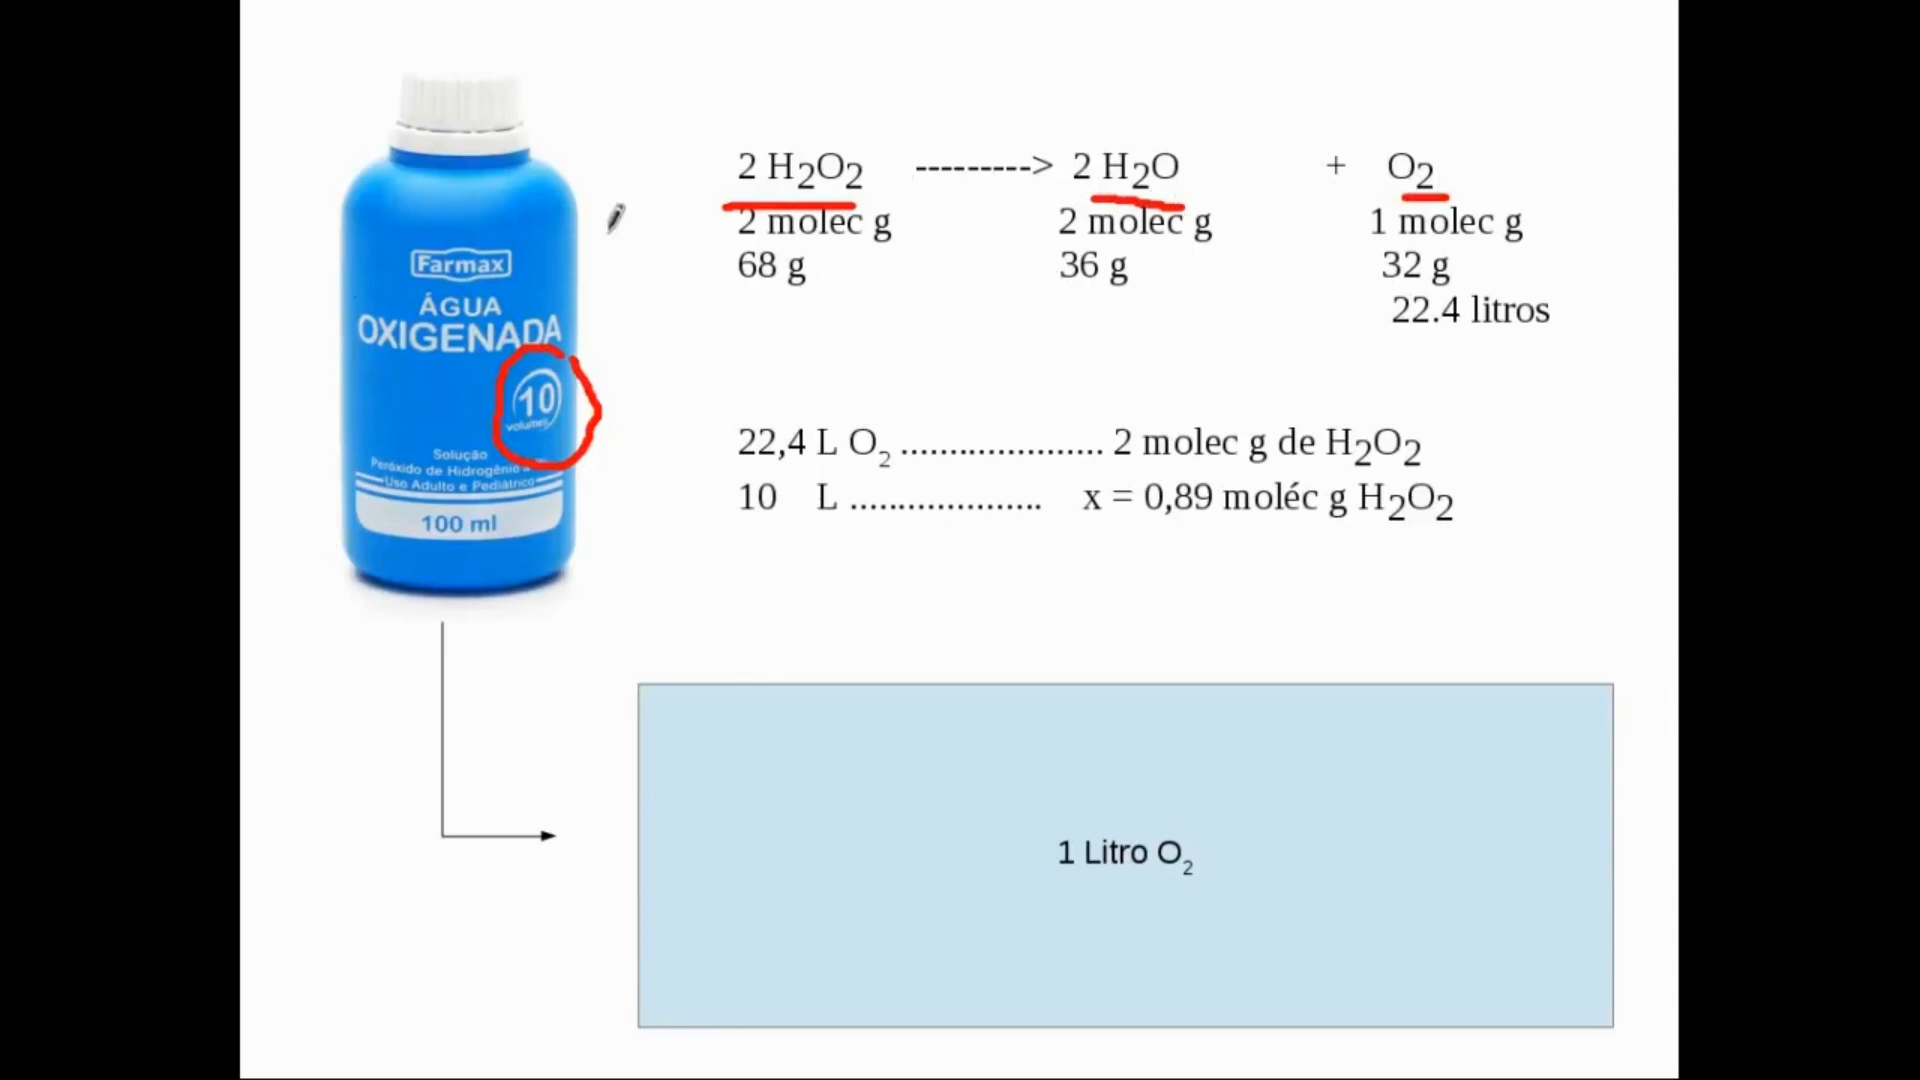 Farmax
ÁGUA
OXIGENADA
10
volumes
Solução
Peróxido de Hidrogênio
Uso Adulto e Pediátrico
100 ml
2 H2O2 ---------> 2 H2O + O2
2 molec g 2 molec g 1 molec g
68 g 36 g 32 g
22.4 litros
22,4 L O2 ..................... 2 molec g de H2O2
10 L .................... x = 0,89 moléc g H2O2
1 Litro O2